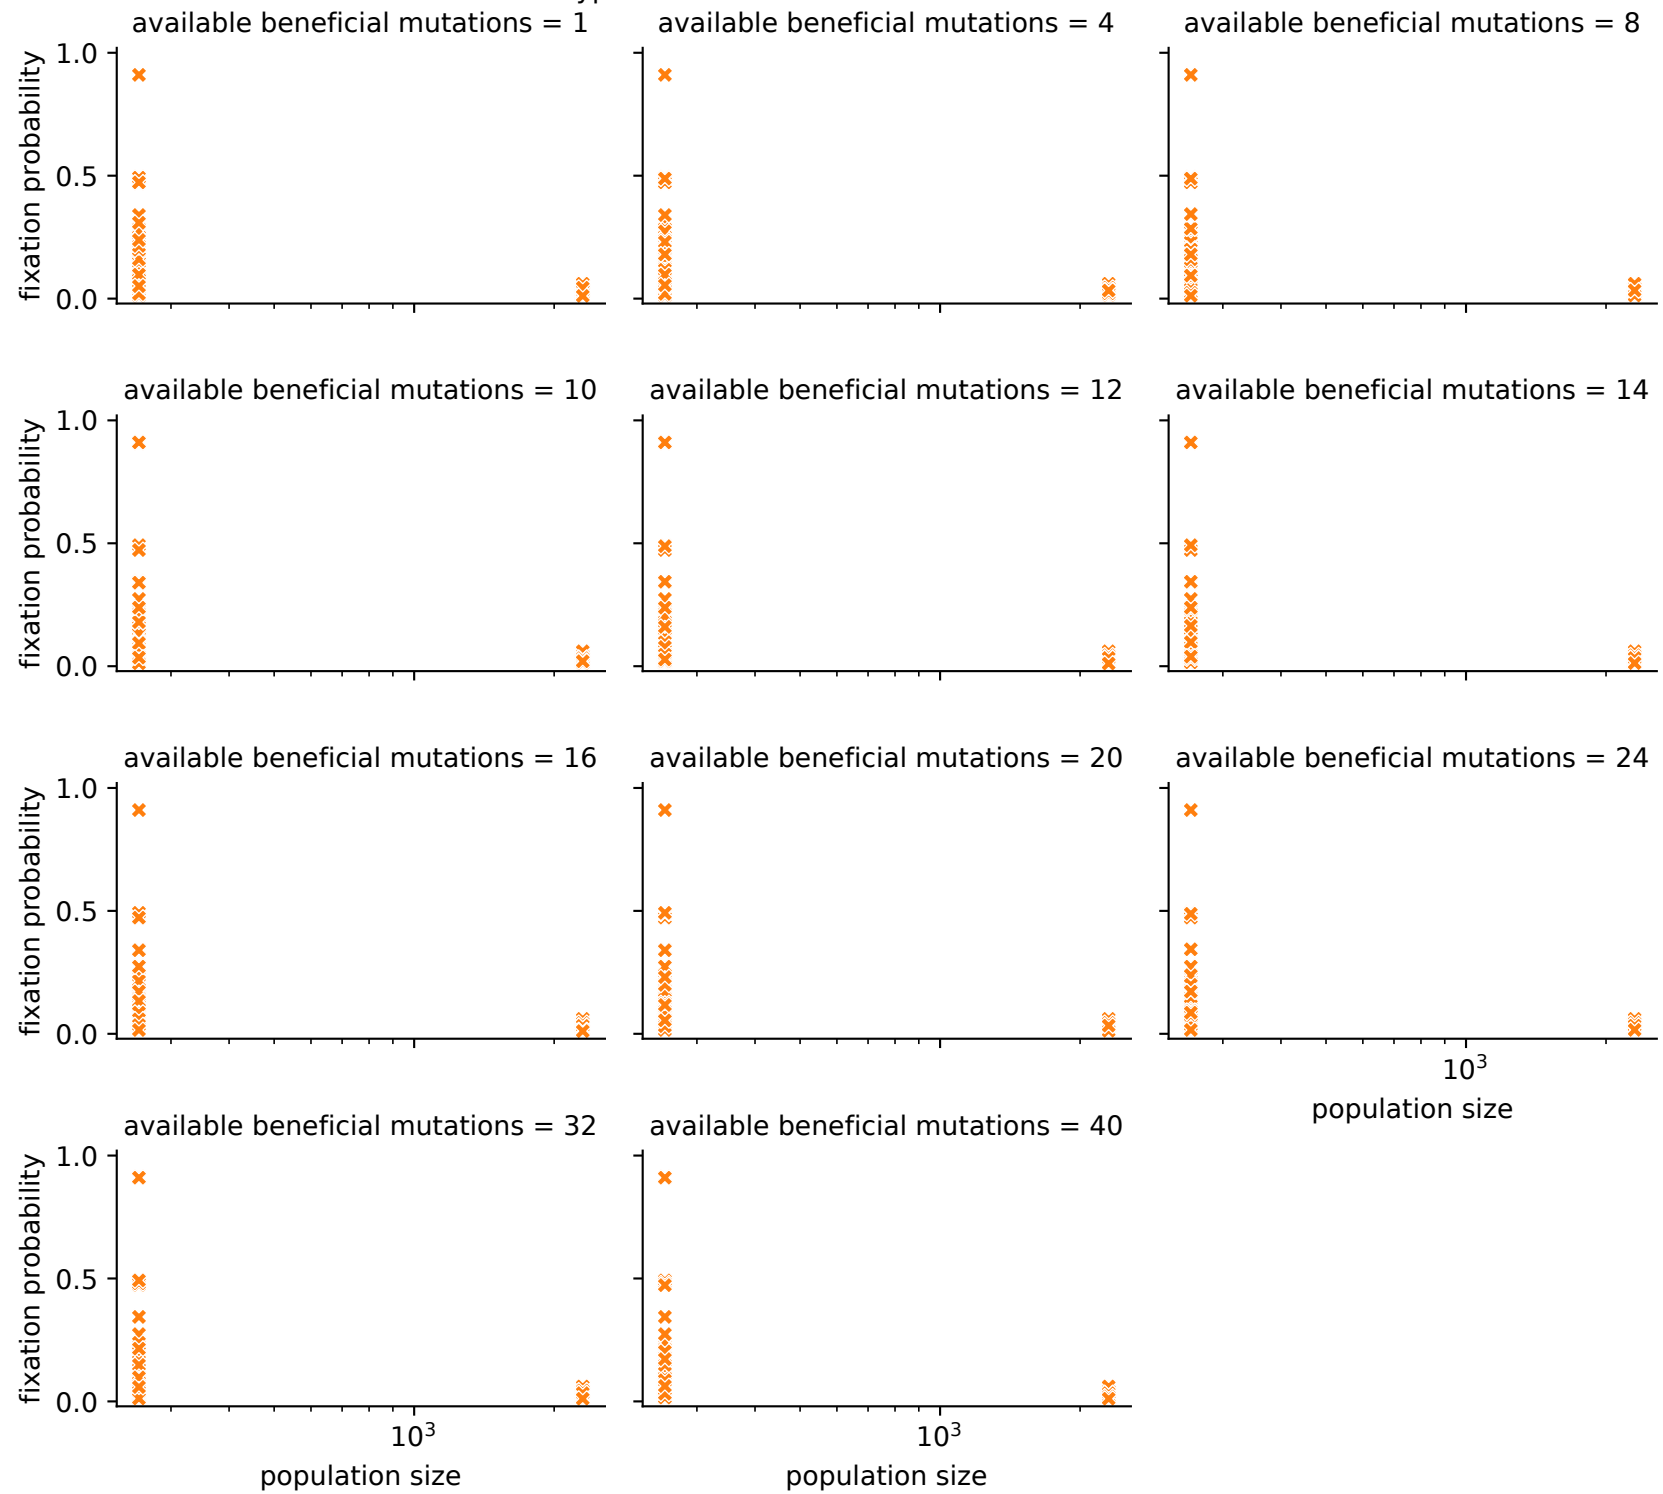 available beneficial mutations = 1
available beneficial mutations = 4
available beneficial mutations = 8
fixation probability
1.0
0.5
0.0
available beneficial mutations = 10
available beneficial mutations = 12
available beneficial mutations = 14
fixation probability
1.0
0.5
0.0
available beneficial mutations = 16
available beneficial mutations = 20
available beneficial mutations = 24
fixation probability
1.0
0.5
0.0
10³
population size
available beneficial mutations = 32
available beneficial mutations = 40
fixation probability
1.0
0.5
0.0
10³
10³
population size
population size